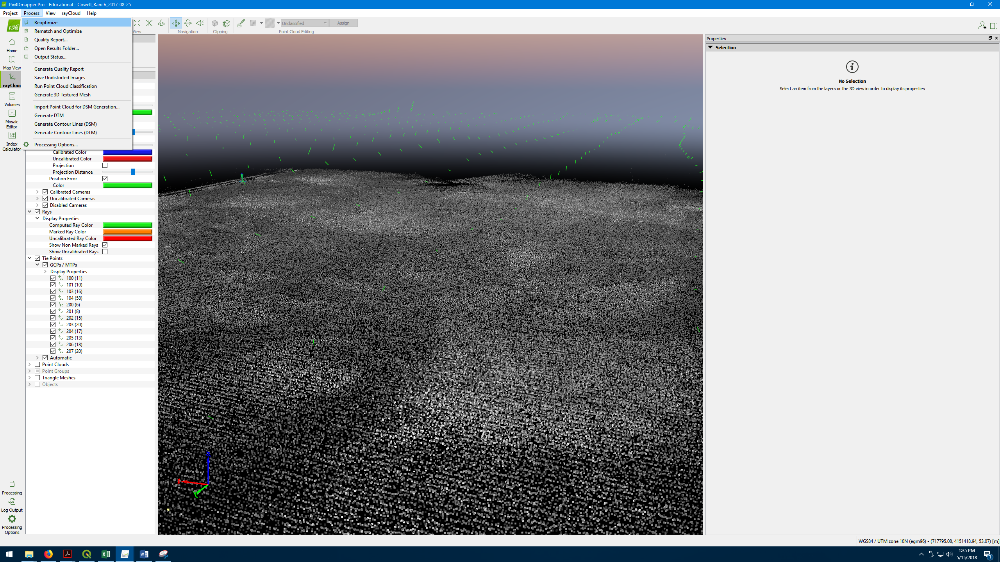 Pix4Dmapper Pro - Educational - Cowell_Ranch_2017-08-25
Project Process View rayCloud Help
PIX4D
Reoptimize
Rematch and Optimize
Quality Report...
Open Results Folder...
Output Status...
Generate Quality Report
Save Undistorted Images
Run Point Cloud Classification
Generate 3D Textured Mesh
Import Point Cloud for DSM Generation...
Generate DTM
Generate Contour Lines (DSM)
Generate Contour Lines (DTM)
Processing Options...
View
Navigation
Clipping
Unclassified
Assign
Point Cloud Editing
Home
Map View
rayCloud
Volumes
Mosaic
Editor
Index
Calculator
Calibrated Color
Uncalibrated Color
Projection
Projection Distance
Position Error
Color
Calibrated Cameras
Uncalibrated Cameras
Disabled Cameras
Rays
Display Properties
Computed Ray Color
Marked Ray Color
Uncalibrated Ray Color
Show Non Marked Rays
Show Uncalibrated Rays
Tie Points
GCPs / MTPs
Display Properties
3D 100 (11)
101 (10)
3D 103 (16)
3D 104 (58)
3D 200 (6)
201 (8)
202 (15)
203 (20)
204 (17)
205 (13)
206 (18)
3D 207 (20)
Automatic
Point Clouds
Point Groups
Triangle Meshes
Objects
Processing
LOG
Log Output
Processing
Options
Z
Y
Properties
Selection
No Selection
Select an item from the layers or the 3D view in order to display its properties
WGS84 / UTM zone 10N (egm96) - (717795.08, 4151418.94, 53.07) [m]
1:35 PM
5/15/2018
1